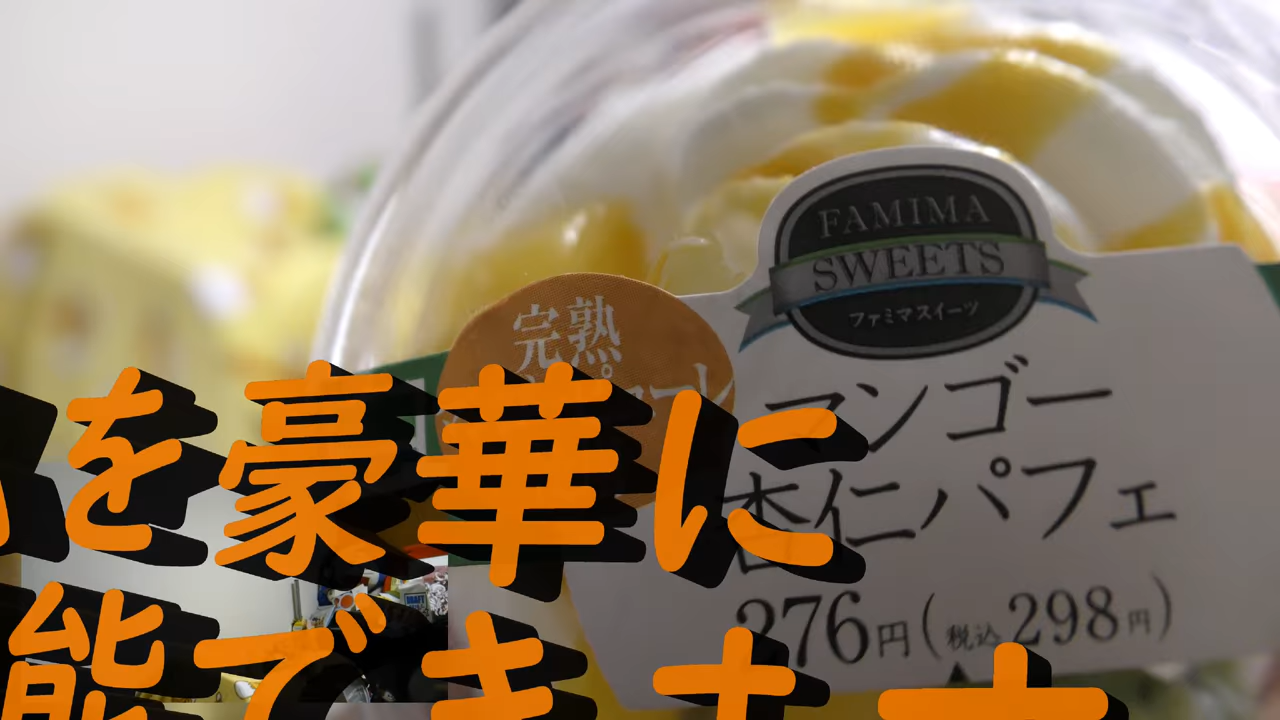 FAMIMA
SWEETS
ファミマスイーツ
完熟
マンゴー
杏仁パフェ
276円(税込298円)
を豪華に
能でき